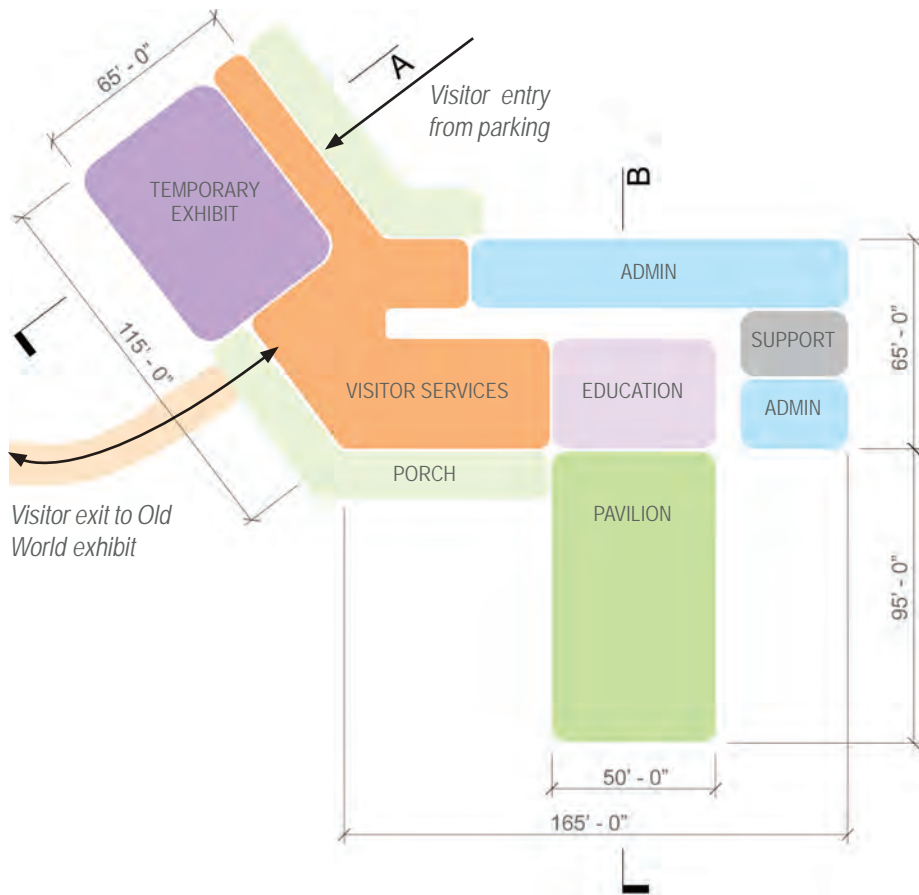 65' - 0"
A
Visitor entry
from parking
B
TEMPORARY
EXHIBIT
ADMIN
SUPPORT
65' - 0"
115' - 0"
VISITOR SERVICES
EDUCATION
ADMIN
PORCH
Visitor exit to Old
World exhibit
PAVILION
95' - 0"
50' - 0"
165' - 0"